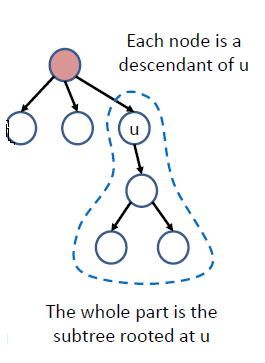 Each node is a
descendant of u
u
The whole part is the
subtree rooted at u